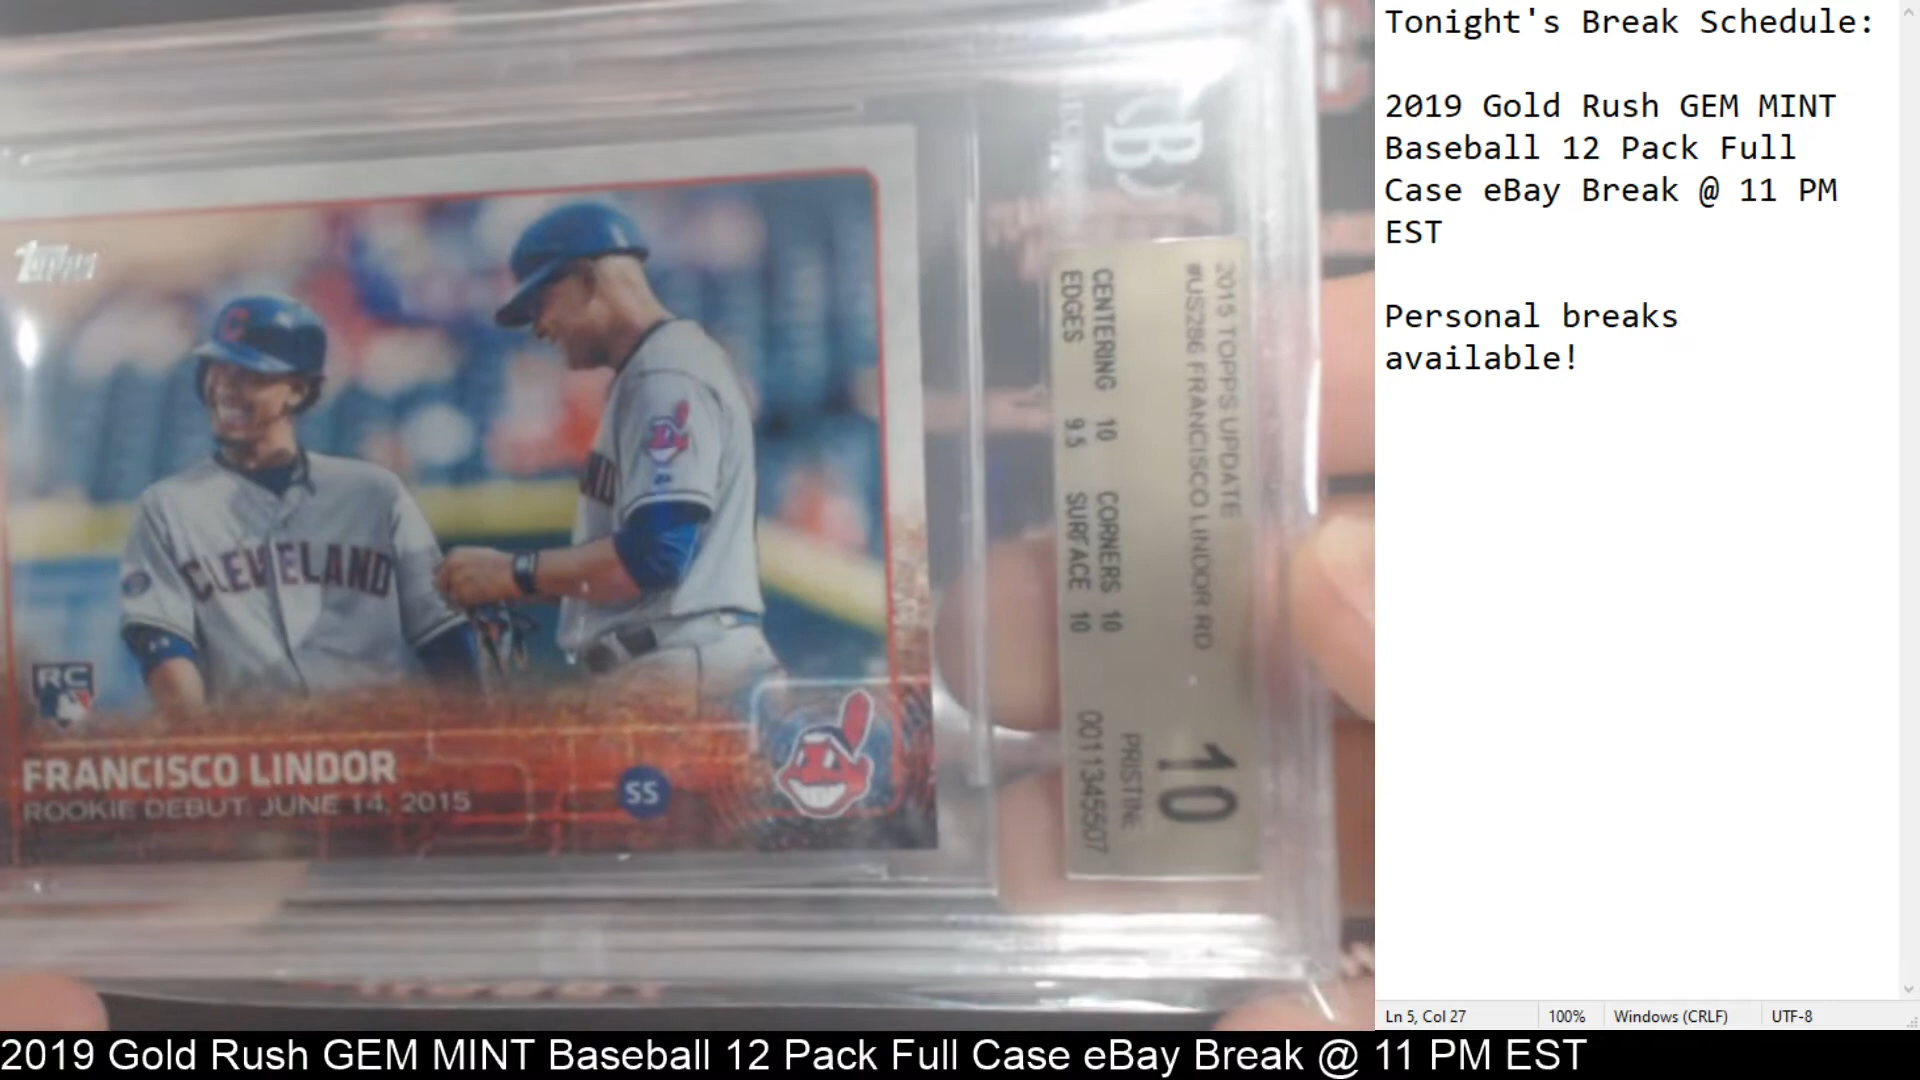 Topps
CLEVELAND
RC
FRANCISCO LINDOR
ROOKIE DEBUT: JUNE 14, 2015
SS
2015 TOPPS UPDATE
#US286 FRANCISCO LINDOR RD
CENTERING 10 CORNERS 10
EDGES 9.5 SURFACE 10
10
PRISTINE
0011345507
Tonight's Break Schedule:
2019 Gold Rush GEM MINT
Baseball 12 Pack Full
Case eBay Break @ 11 PM
EST
Personal breaks
available!
Ln 5, Col 27
100%
Windows (CRLF)
UTF-8
2019 Gold Rush GEM MINT Baseball 12 Pack Full Case eBay Break @ 11 PM EST